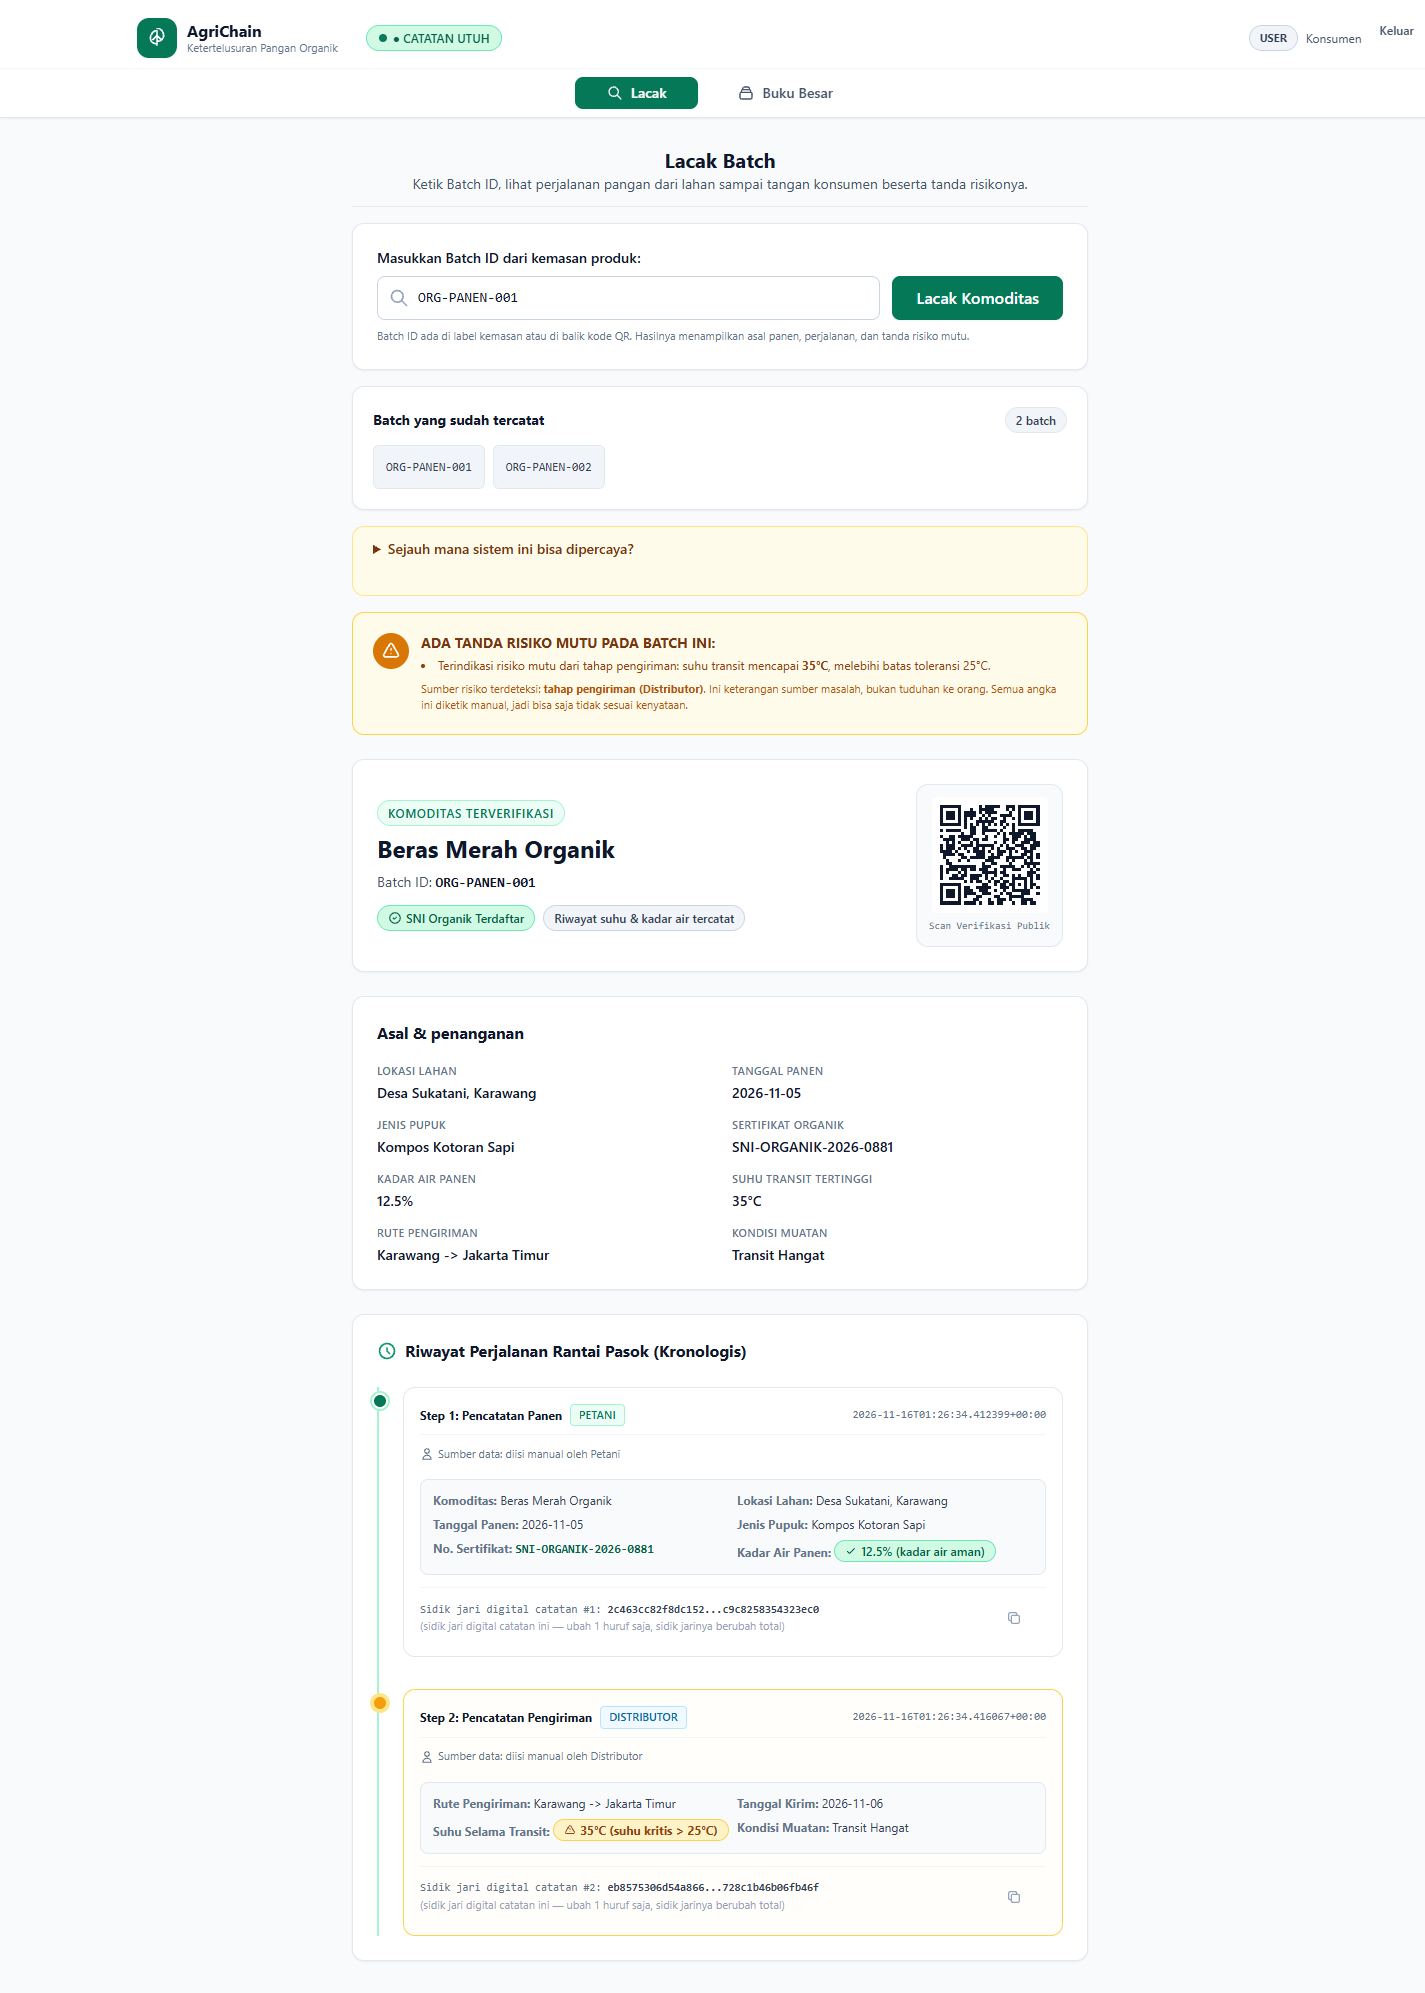 AgriChain
Ketertelusuran Pangan Organik
● CATATAN UTUH
USER
Konsumen
Keluar
Lacak
Buku Besar
Lacak Batch
Ketik Batch ID, lihat perjalanan pangan dari lahan sampai tangan konsumen beserta tanda risikonya.
Masukkan Batch ID dari kemasan produk:
ORG-PANEN-001
Lacak Komoditas
Batch ID ada di label kemasan atau di balik kode QR. Hasilnya menampilkan asal panen, perjalanan, dan tanda risiko mutu.
Batch yang sudah tercatat
2 batch
ORG-PANEN-001
ORG-PANEN-002
Sejauh mana sistem ini bisa dipercaya?
ADA TANDA RISIKO MUTU PADA BATCH INI:
• Terindikasi risiko mutu dari tahap pengiriman: suhu transit mencapai 35°C, melebihi batas toleransi 25°C.
Sumber risiko terdeteksi: tahap pengiriman (Distributor). Ini keterangan sumber masalah, bukan tuduhan ke orang. Semua angka
ini diketik manual, jadi bisa saja tidak sesuai kenyataan.
KOMODITAS TERVERIFIKASI
Beras Merah Organik
Batch ID: ORG-PANEN-001
SNI Organik Terdaftar
Riwayat suhu & kadar air tercatat
Scan Verifikasi Publik
Asal & penanganan
LOKASI LAHAN
Desa Sukatani, Karawang
TANGGAL PANEN
2026-11-05
JENIS PUPUK
Kompos Kotoran Sapi
SERTIFIKAT ORGANIK
SNI-ORGANIK-2026-0881
KADAR AIR PANEN
12.5%
SUHU TRANSIT TERTINGGI
35°C
RUTE PENGIRIMAN
Karawang -> Jakarta Timur
KONDISI MUATAN
Transit Hangat
Riwayat Perjalanan Rantai Pasok (Kronologis)
Step 1: Pencatatan Panen
PETANI
2026-11-16T01:26:34.412399+00:00
Sumber data: diisi manual oleh Petani
Komoditas: Beras Merah Organik
Lokasi Lahan: Desa Sukatani, Karawang
Tanggal Panen: 2026-11-05
Jenis Pupuk: Kompos Kotoran Sapi
No. Sertifikat: SNI-ORGANIK-2026-0881
Kadar Air Panen: 12.5% (kadar air aman)
Sidik jari digital catatan #1: 2c463cc82f8dc152...c9c8258354323ec0
(sidik jari digital catatan ini — ubah 1 huruf saja, sidik jarinya berubah total)
Step 2: Pencatatan Pengiriman
DISTRIBUTOR
2026-11-16T01:26:34.416067+00:00
Sumber data: diisi manual oleh Distributor
Rute Pengiriman: Karawang -> Jakarta Timur
Tanggal Kirim: 2026-11-06
Suhu Selama Transit: 35°C (suhu kritis > 25°C)
Kondisi Muatan: Transit Hangat
Sidik jari digital catatan #2: eb8575306d54a866...728c1b46b06fb46f
(sidik jari digital catatan ini — ubah 1 huruf saja, sidik jarinya berubah total)